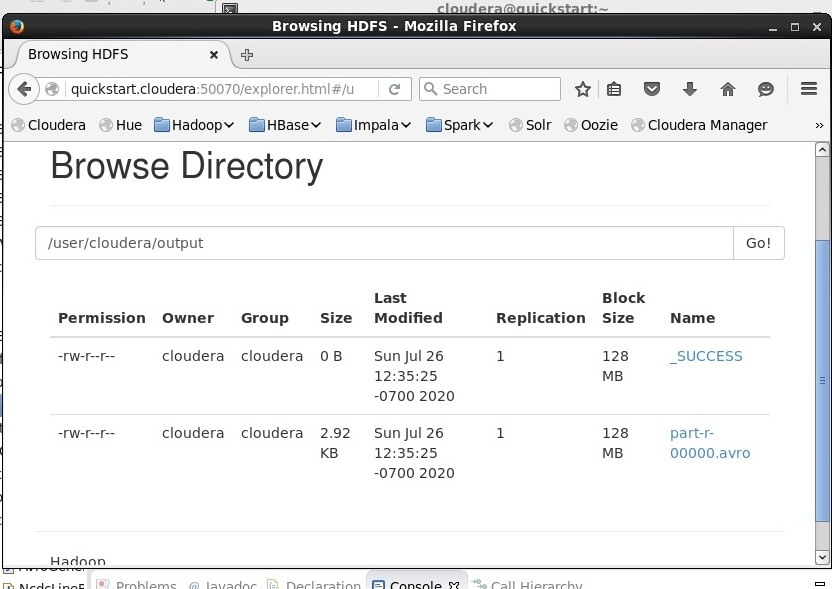 cloudera@quickstart:~
Browsing HDFS - Mozilla Firefox
Browsing HDFS
quickstart.cloudera:50070/explorer.html#/u
Search
Cloudera Hue Hadoop HBase Impala Spark Solr Oozie Cloudera Manager »
Browse Directory
/user/cloudera/output Go!
Last Block
Permission Owner Group Size Modified Replication Size Name
-rw-r--r-- cloudera cloudera 0 B Sun Jul 26 1 128 _SUCCESS
12:35:25 MB
-0700 2020
-rw-r--r-- cloudera cloudera 2.92 Sun Jul 26 1 128 part-r-
KB 12:35:25 MB 00000.avro
-0700 2020
Hadoop
Problems @ Javadoc Declaration Console Call Hierarchy